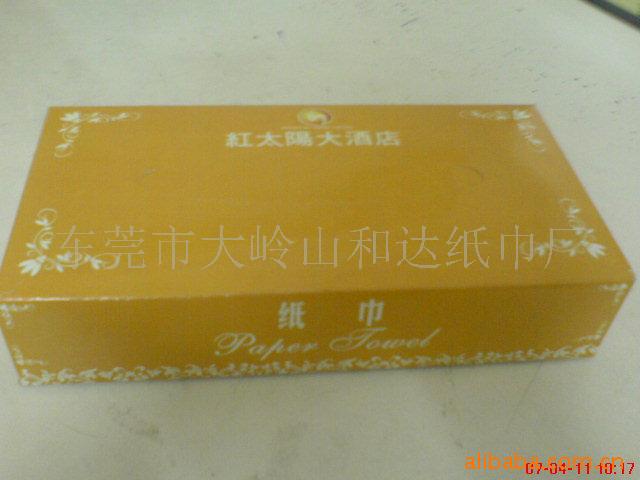 紅太陽大酒店
东莞市大岭山和达纸巾厂
纸 巾
Paper Towel
alibaba.com.cn
07-04-11 10:17